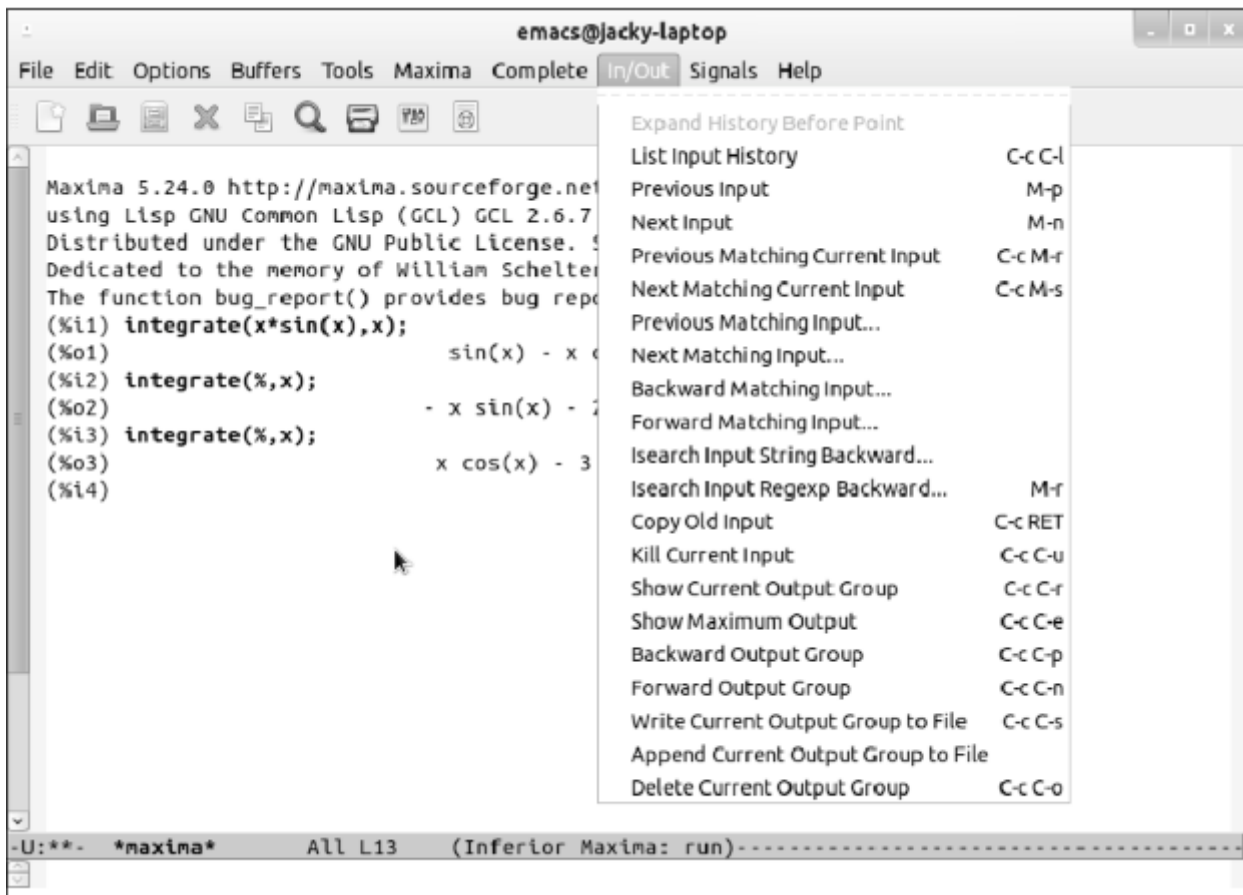 emacs@jacky-laptop
File Edit Options Buffers Tools Maxima Complete In/Out Signals Help
Expand History Before Point
List Input History C-c C-l
Previous Input M-p
Next Input M-n
Previous Matching Current Input C-c M-r
Next Matching Current Input C-c M-s
Previous Matching Input...
Next Matching Input...
Backward Matching Input...
Forward Matching Input...
Isearch Input String Backward...
Isearch Input Regexp Backward... M-r
Copy Old Input C-c RET
Kill Current Input C-c C-u
Show Current Output Group C-c C-r
Show Maximum Output C-c C-e
Backward Output Group C-c C-p
Forward Output Group C-c C-n
Write Current Output Group to File C-c C-s
Append Current Output Group to File
Delete Current Output Group C-c C-o
Maxima 5.24.0 http://maxima.sourceforge.net
using Lisp GNU Common Lisp (GCL) GCL 2.6.7
Distributed under the GNU Public License.
Dedicated to the memory of William Schelter
The function bug_report() provides bug repo
(%i1) integrate(x*sin(x),x);
(%o1) sin(x) - x
(%i2) integrate(%,x);
(%o2) - x sin(x) -
(%i3) integrate(%,x);
(%o3) x cos(x) - 3
(%i4)
-U:**- *maxima* All L13 (Inferior Maxima: run)---------------------------------------